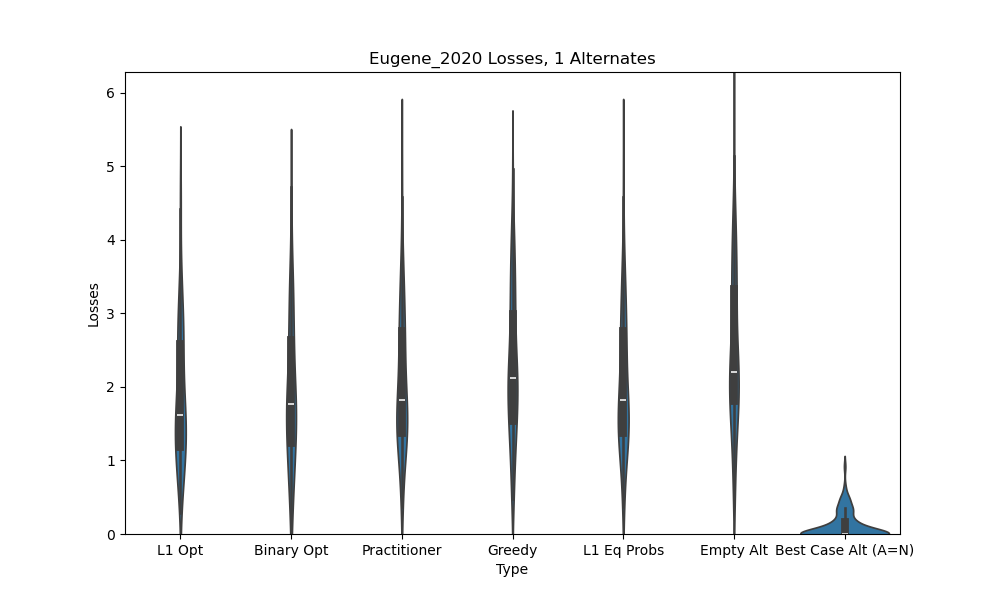 Eugene_2020 Losses, 1 Alternates
Losses
6
5
4
3
2
1
0
L1 Opt
Binary Opt
Practitioner
Greedy
L1 Eq Probs
Empty Alt
Best Case Alt (A=N)
Type